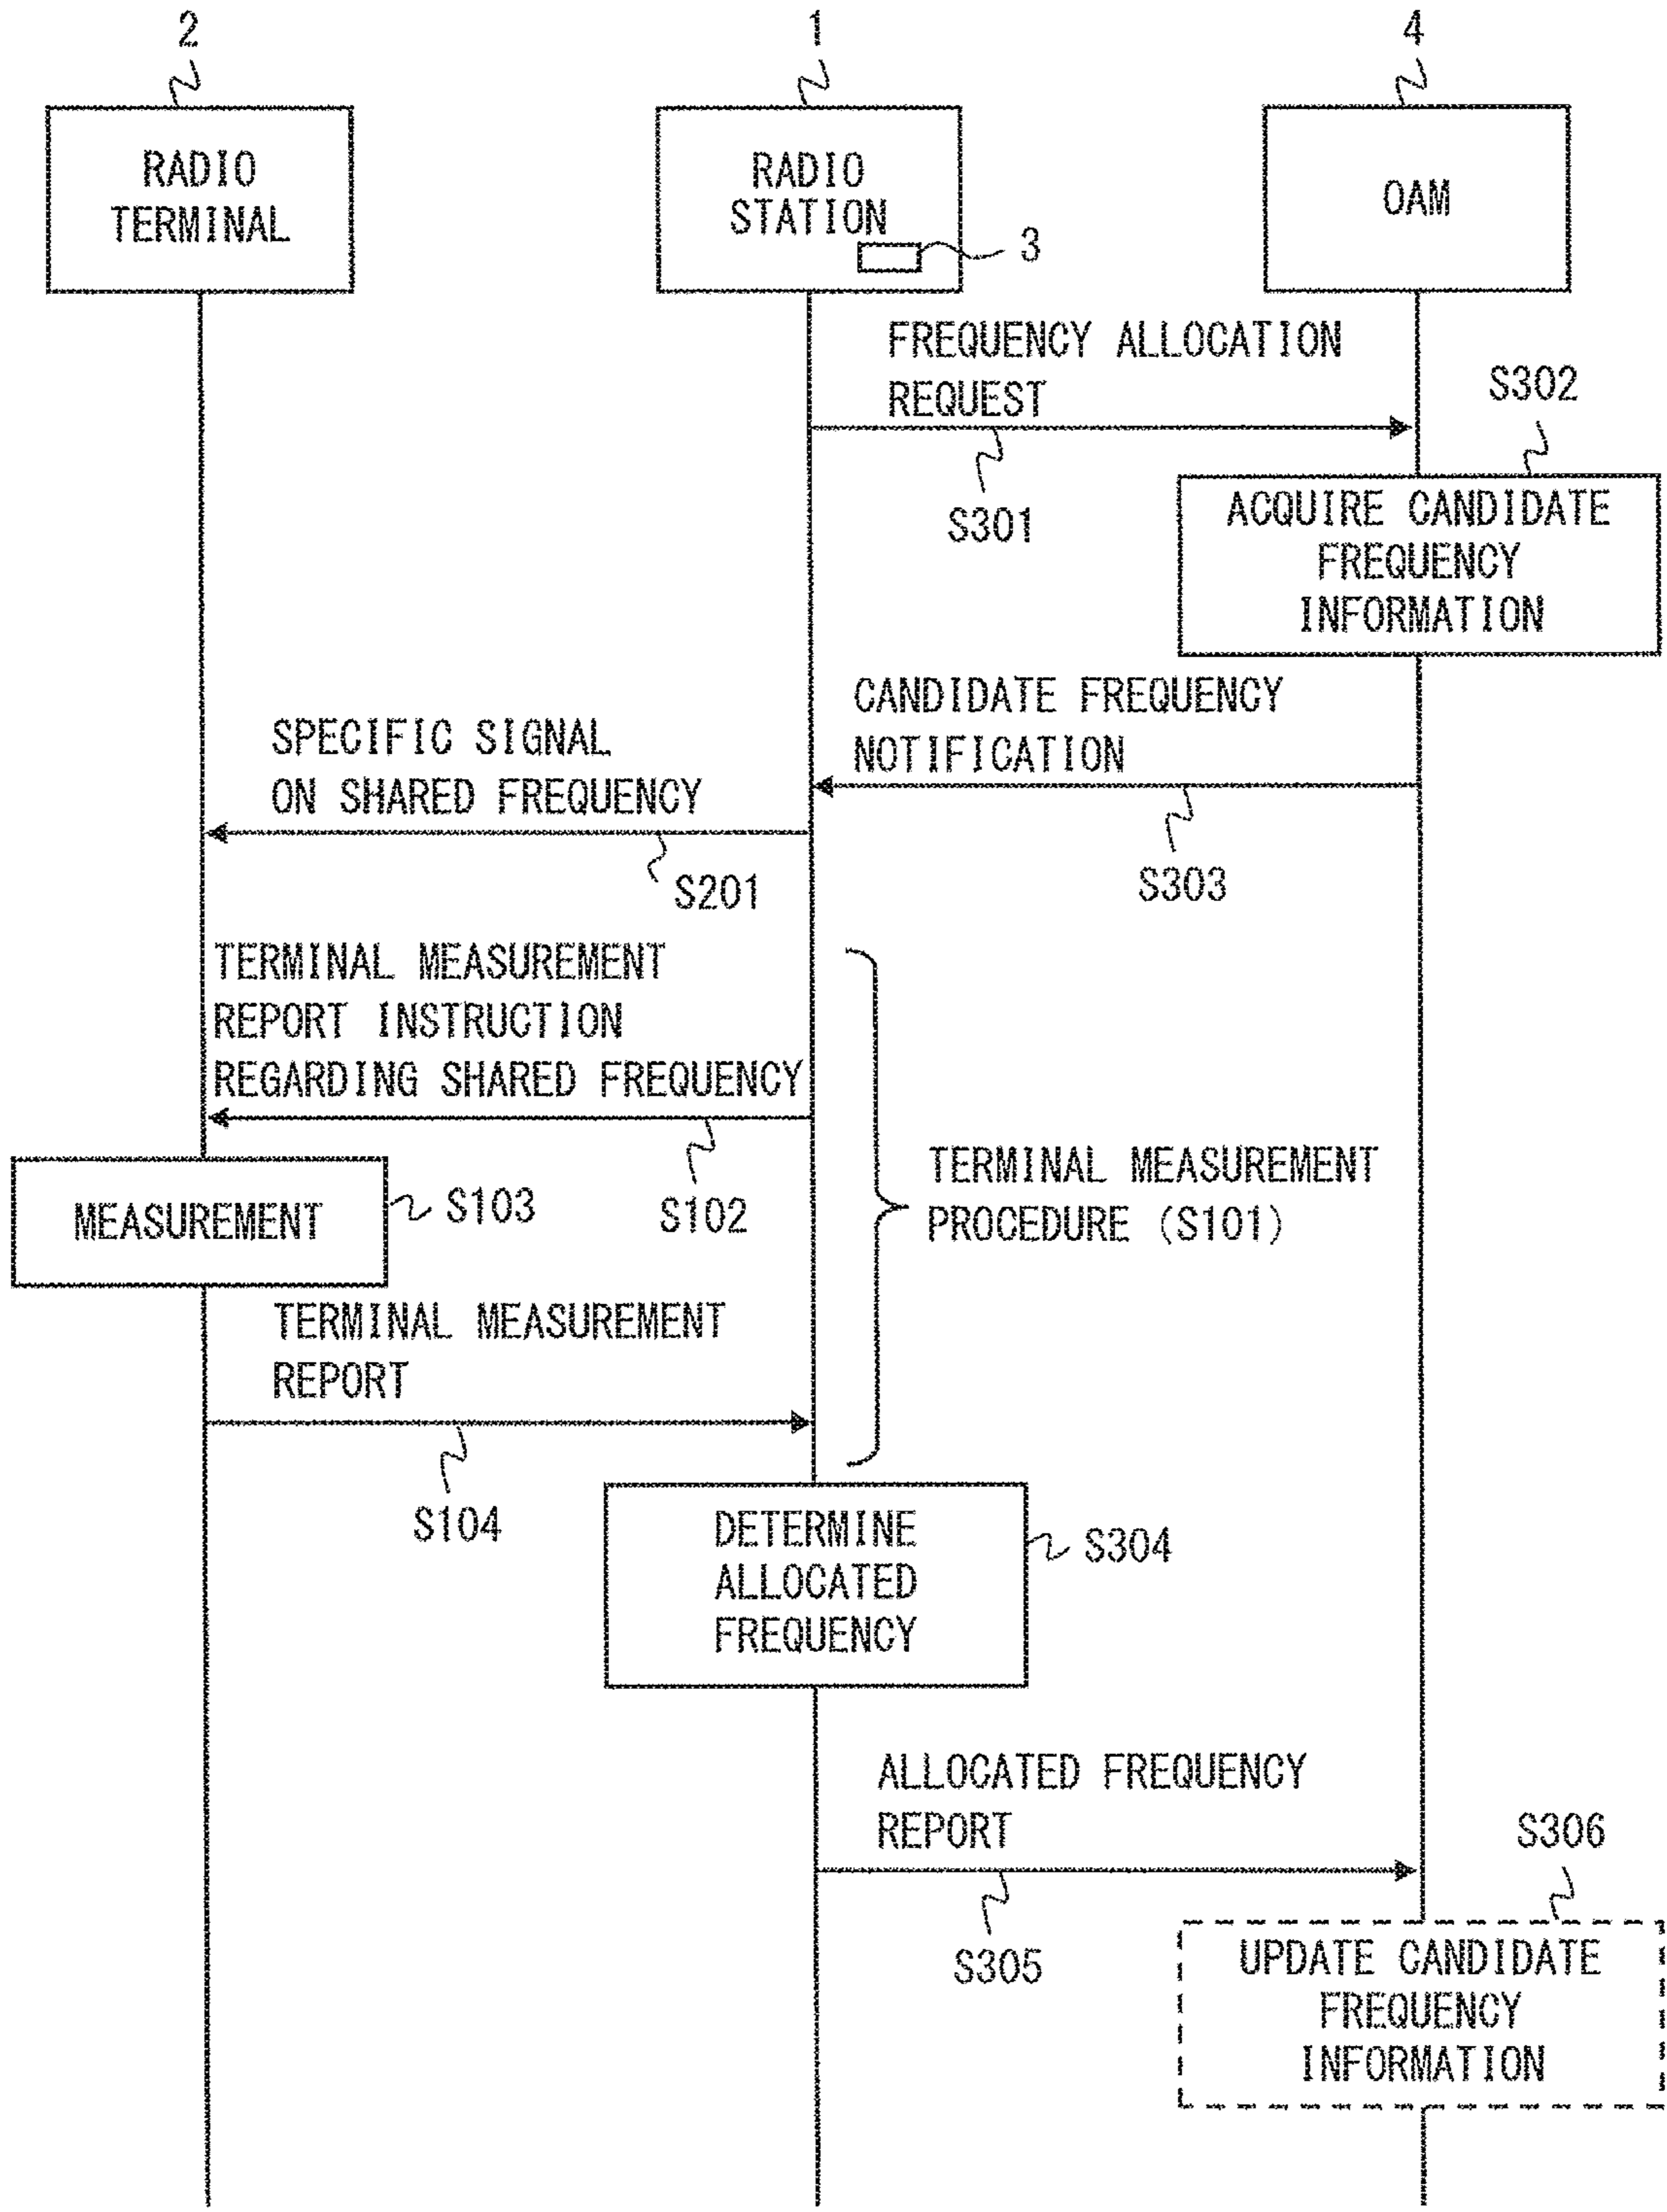 2
1
4
RADIO
TERMINAL
RADIO
STATION
3
OAM
FREQUENCY ALLOCATION
REQUEST
S301
S302
ACQUIRE CANDIDATE
FREQUENCY
INFORMATION
CANDIDATE FREQUENCY
NOTIFICATION
S303
SPECIFIC SIGNAL
ON SHARED FREQUENCY
S201
TERMINAL MEASUREMENT
REPORT INSTRUCTION
REGARDING SHARED FREQUENCY
S102
MEASUREMENT
S103
TERMINAL MEASUREMENT
PROCEDURE (S101)
TERMINAL MEASUREMENT
REPORT
S104
DETERMINE
ALLOCATED
FREQUENCY
S304
ALLOCATED FREQUENCY
REPORT
S305
S306
UPDATE CANDIDATE
FREQUENCY
INFORMATION